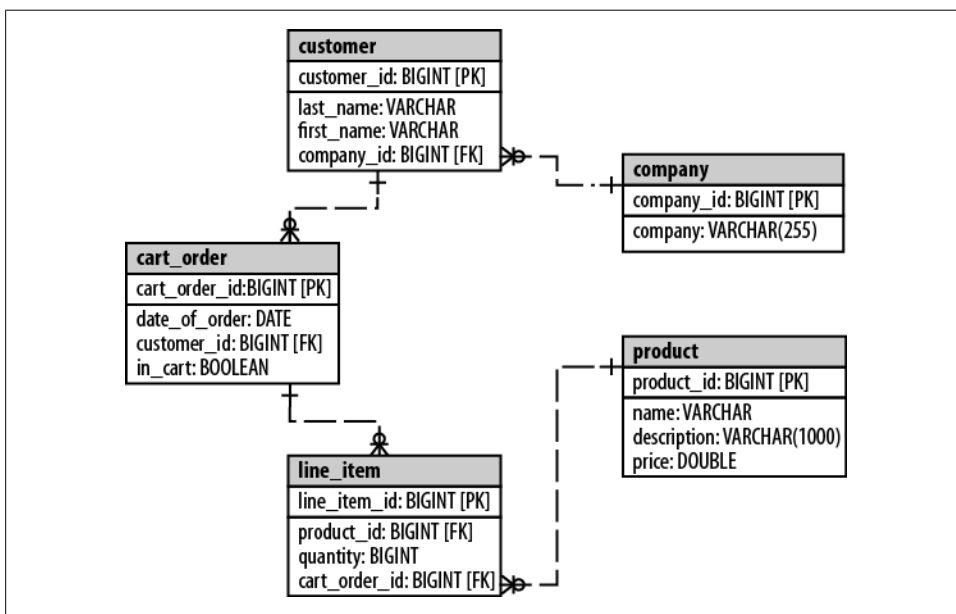 customer
customer_id: BIGINT [PK]
last_name: VARCHAR
first_name: VARCHAR
company_id: BIGINT [FK]
company
company_id: BIGINT [PK]
company: VARCHAR(255)
cart_order
cart_order_id:BIGINT [PK]
date_of_order: DATE
customer_id: BIGINT [FK]
in_cart: BOOLEAN
product
product_id: BIGINT [PK]
name: VARCHAR
description: VARCHAR(1000)
price: DOUBLE
line_item
line_item_id: BIGINT [PK]
product_id: BIGINT [FK]
quantity: BIGINT
cart_order_id: BIGINT [FK]